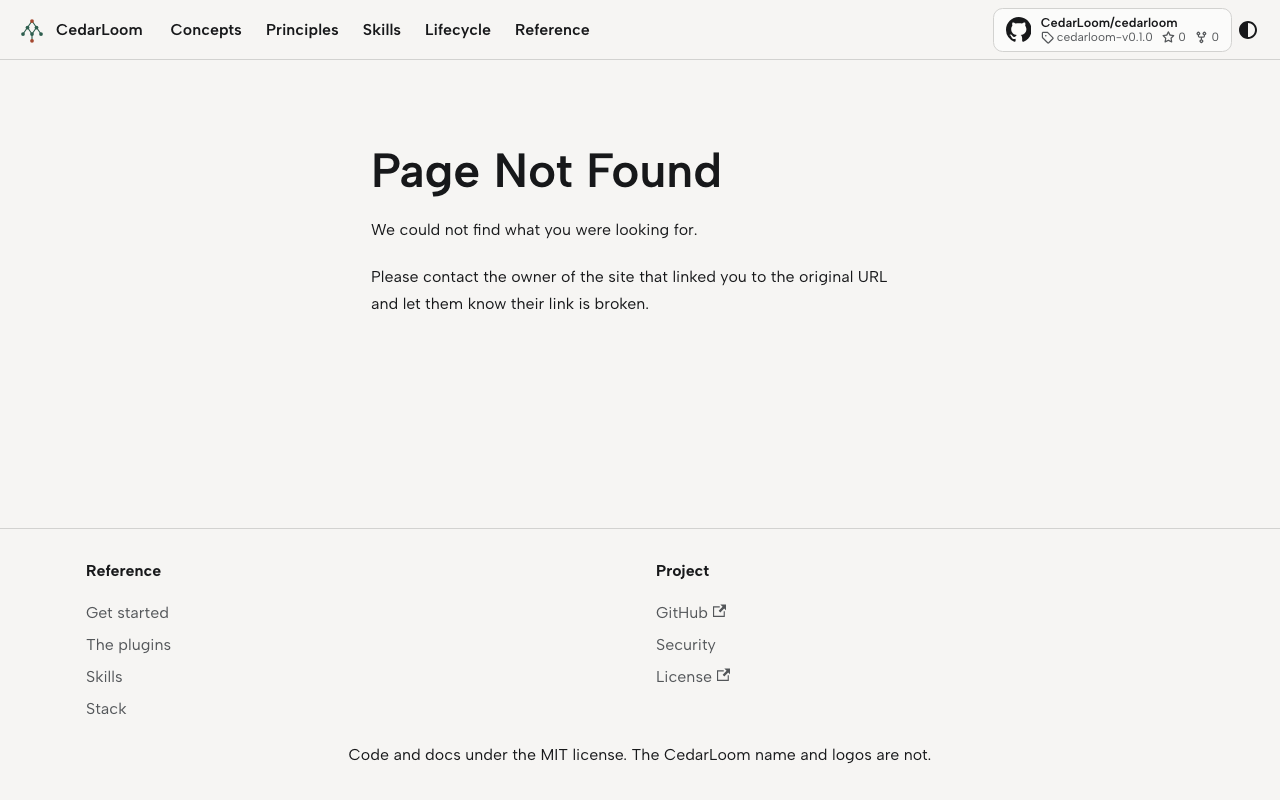 CedarLoom
Concepts
Principles
Skills
Lifecycle
Reference
CedarLoom/cedarloom
cedarloom-v0.1.0 0 0
Page Not Found
We could not find what you were looking for.
Please contact the owner of the site that linked you to the original URL
and let them know their link is broken.
Reference
Get started
The plugins
Skills
Stack
Project
GitHub
Security
License
Code and docs under the MIT license. The CedarLoom name and logos are not.